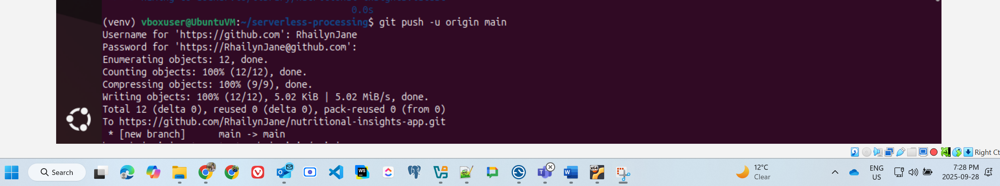 0.0s
(venv) vboxuser@UbuntuVM:~/serverless-processing$ git push -u origin main
Username for 'https://github.com': RhailynJane
Password for 'https://RhailynJane@github.com':
Enumerating objects: 12, done.
Counting objects: 100% (12/12), done.
Compressing objects: 100% (9/9), done.
Writing objects: 100% (12/12), 5.02 KiB | 5.02 MiB/s, done.
Total 12 (delta 0), reused 0 (delta 0), pack-reused 0 (from 0)
To https://github.com/RhailynJane/nutritional-insights-app.git
* [new branch]      main -> main
Right Ct
Search
WS
x64
12°C
Clear
ENG
US
7:28 PM
2025-09-28